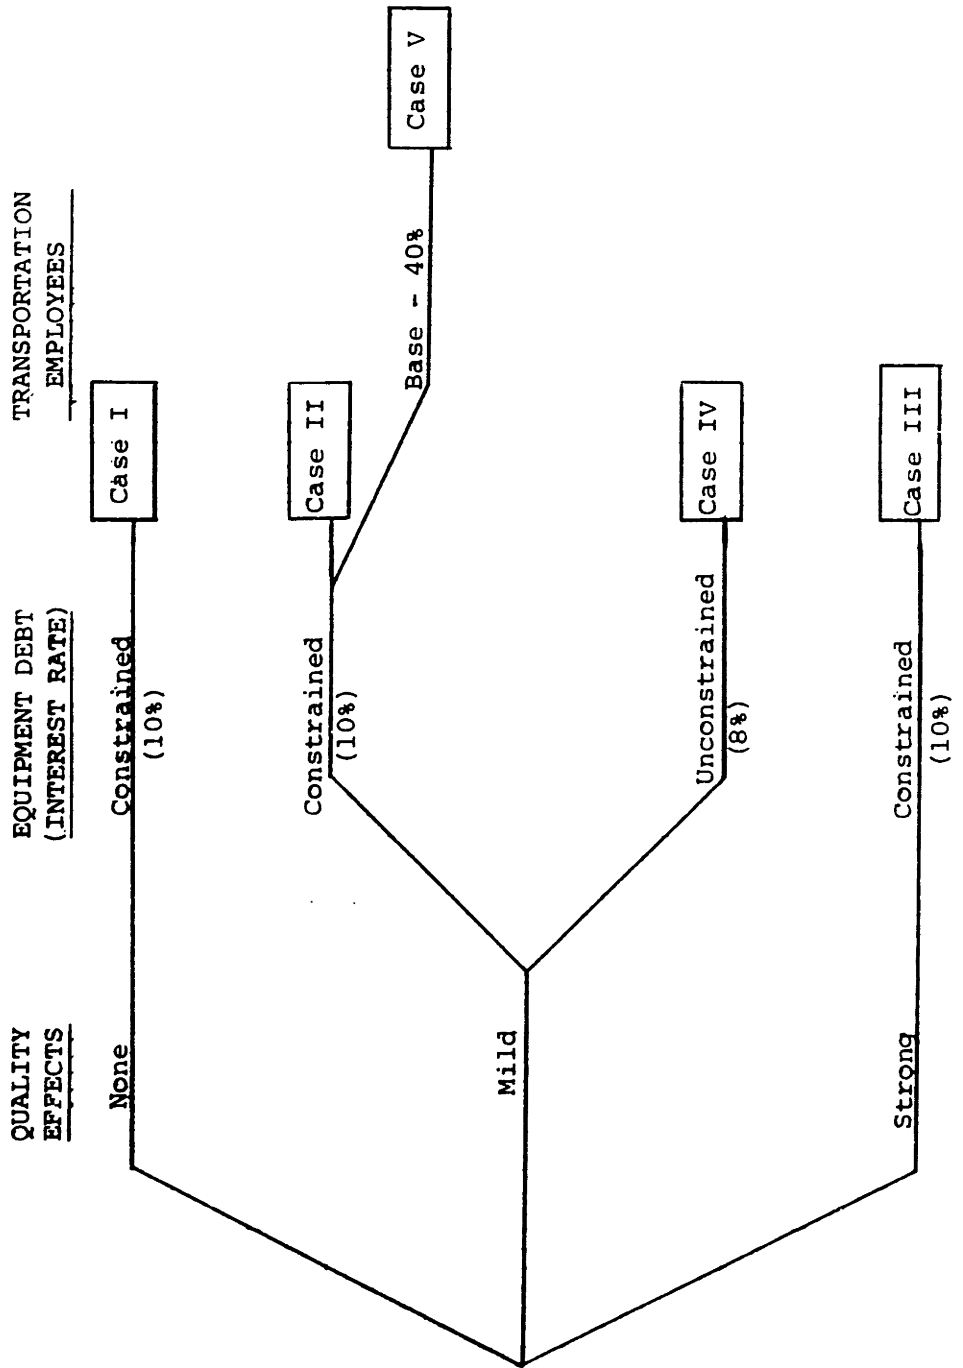 QUALITY
EFFECTS
EQUIPMENT DEBT
(INTEREST RATE)
TRANSPORTATION
EMPLOYEES
None
Constrained
(10%)
Case I
Constrained
(10%)
Case II
Base - 40%
Case V
Mild
Unconstrained
(8%)
Case IV
Strong
Constrained
(10%)
Case III